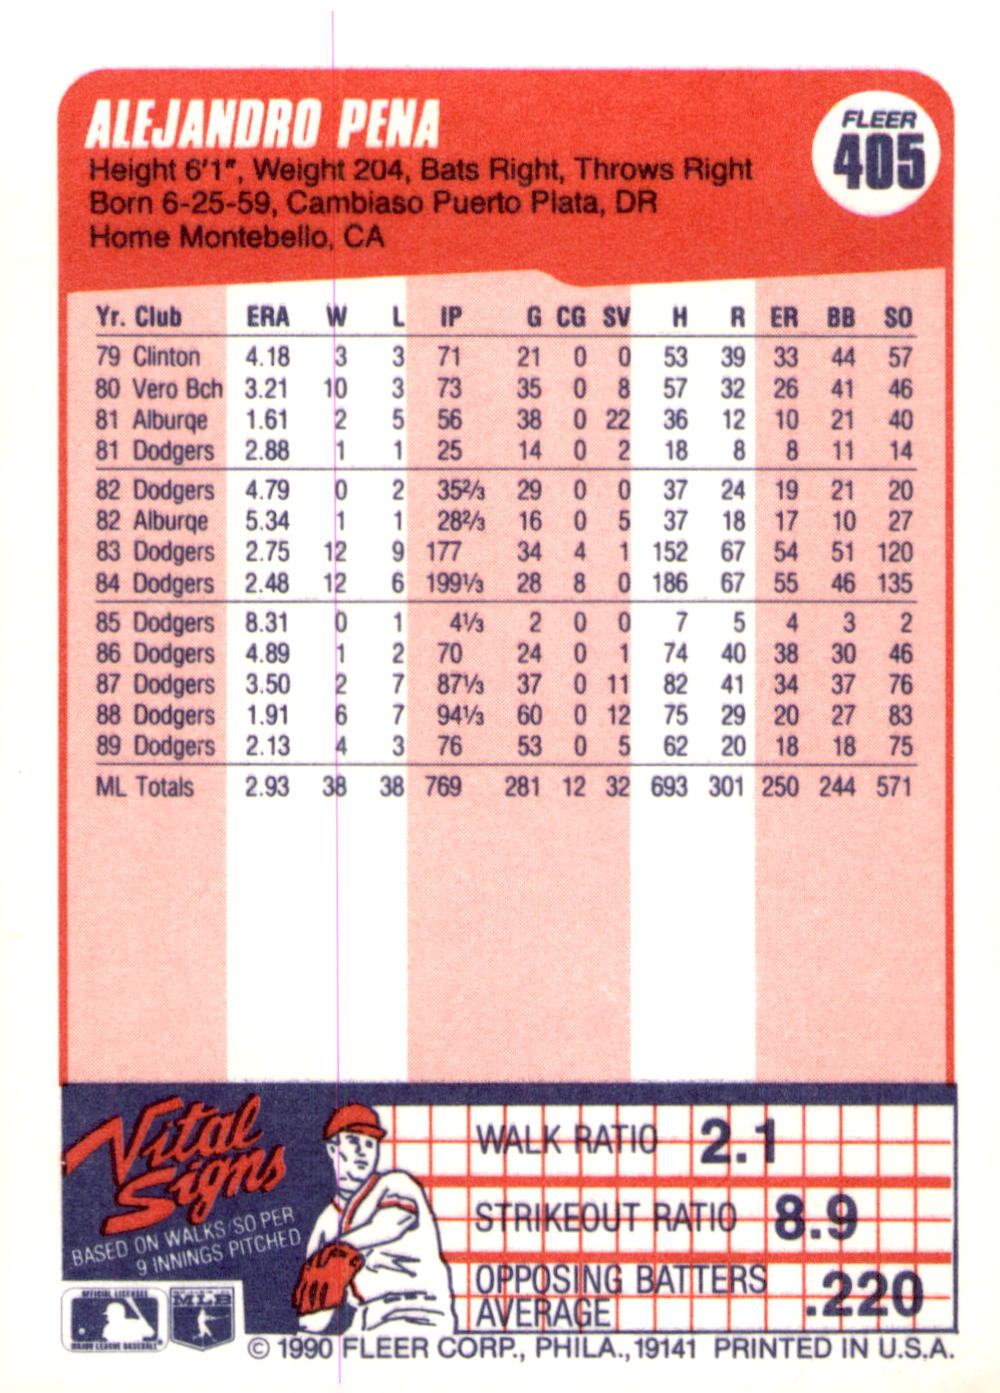 ALEJANDRO PENA
FLEER
405
Height 6'1", Weight 204, Bats Right, Throws Right
Born 6-25-59, Cambiaso Puerto Plata, DR
Home Montebello, CA
Yr. Club ERA W L IP G CG SV H R ER BB SO
79 Clinton 4.18 3 3 71 21 0 0 53 39 33 44 57
80 Vero Bch 3.21 10 3 73 35 0 8 57 32 26 41 46
81 Alburqe 1.61 2 5 56 38 0 22 36 12 10 21 40
81 Dodgers 2.88 1 1 25 14 0 2 18 8 8 11 14
82 Dodgers 4.79 0 2 35⅔ 29 0 0 37 24 19 21 20
82 Alburqe 5.34 1 1 28⅔ 16 0 5 37 18 17 10 27
83 Dodgers 2.75 12 9 177 34 4 1 152 67 54 51 120
84 Dodgers 2.48 12 6 199⅓ 28 8 0 186 67 55 46 135
85 Dodgers 8.31 0 1 4⅓ 2 0 0 7 5 4 3 2
86 Dodgers 4.89 1 2 70 24 0 1 74 40 38 30 46
87 Dodgers 3.50 2 7 87⅓ 37 0 11 82 41 34 37 76
88 Dodgers 1.91 6 7 94⅓ 60 0 12 75 29 20 27 83
89 Dodgers 2.13 4 3 76 53 0 5 62 20 18 18 75
ML Totals 2.93 38 38 769 281 12 32 693 301 250 244 571
Vital
Signs
BASED ON WALKS/SO PER
9 INNINGS PITCHED
WALK RATIO 2.1
STRIKEOUT RATIO 8.9
OPPOSING BATTERS
AVERAGE .220
OFFICIAL LICENSEE
MAJOR LEAGUE BASEBALL
MLB
© 1990 FLEER CORP., PHILA., 19141 PRINTED IN U.S.A.